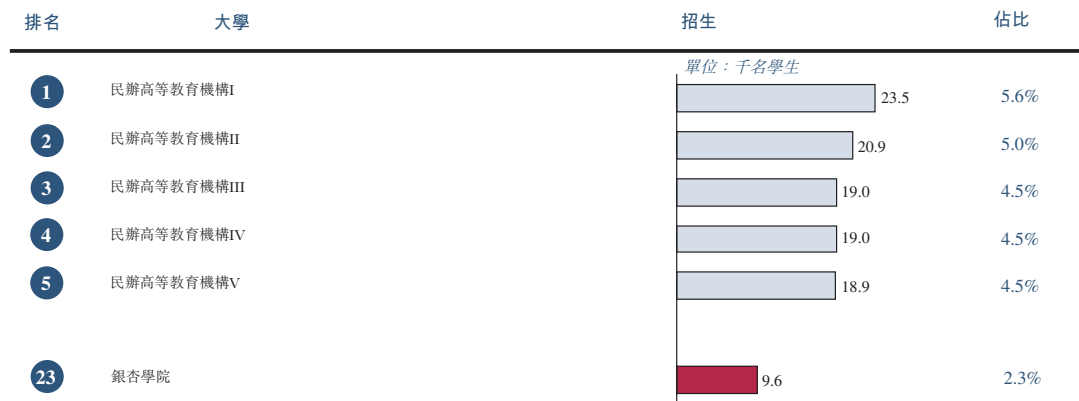 排名 大學 招生 佔比
單位：千名學生
1 民辦高等教育機構I 23.5 5.6%
2 民辦高等教育機構II 20.9 5.0%
3 民辦高等教育機構III 19.0 4.5%
4 民辦高等教育機構IV 19.0 4.5%
5 民辦高等教育機構V 18.9 4.5%
23 銀杏學院 9.6 2.3%